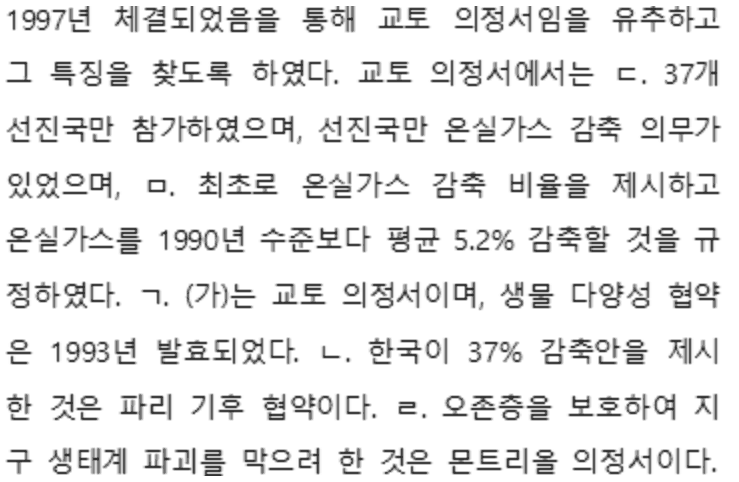 1997년 체결되었음을 통해 교토 의정서임을 유추하고
그 특징을 찾도록 하였다. 교토 의정서에서는 ㄷ. 37개
선진국만 참가하였으며, 선진국만 온실가스 감축 의무가
있었으며, ㅁ. 최초로 온실가스 감축 비율을 제시하고
온실가스를 1990년 수준보다 평균 5.2% 감축할 것을 규
정하였다. ㄱ. (가)는 교토 의정서이며, 생물 다양성 협약
은 1993년 발효되었다. ㄴ. 한국이 37% 감축안을 제시
한 것은 파리 기후 협약이다. ㄹ. 오존층을 보호하여 지
구 생태계 파괴를 막으려 한 것은 몬트리올 의정서이다.